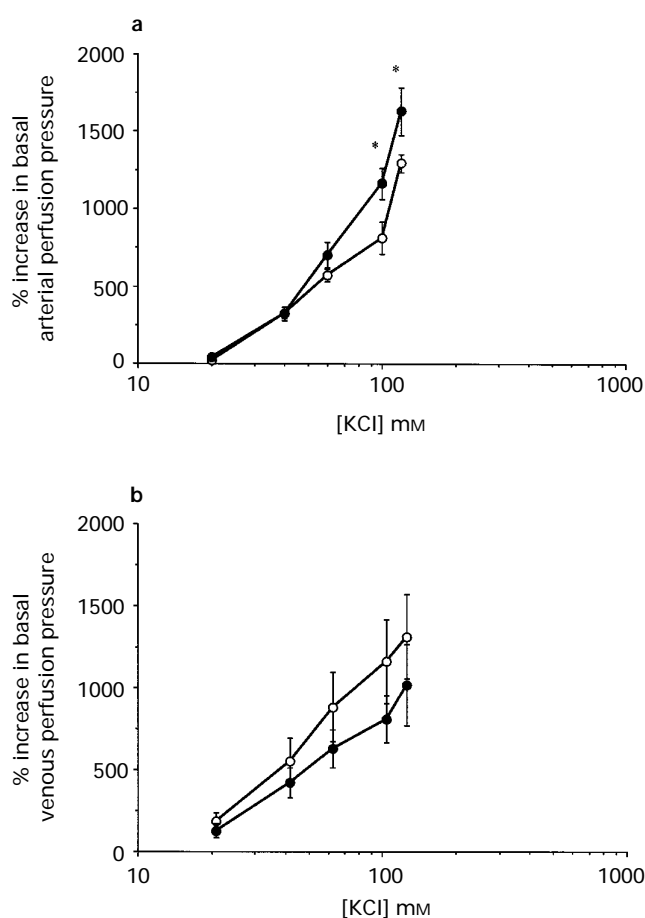 a
2000
1500
1000
500
0
% increase in basal
arterial perfusion pressure
*
*
10
100
1000
[KCl] mM
b
2000
1500
1000
500
0
% increase in basal
venous perfusion pressure
10
100
1000
[KCl] mM